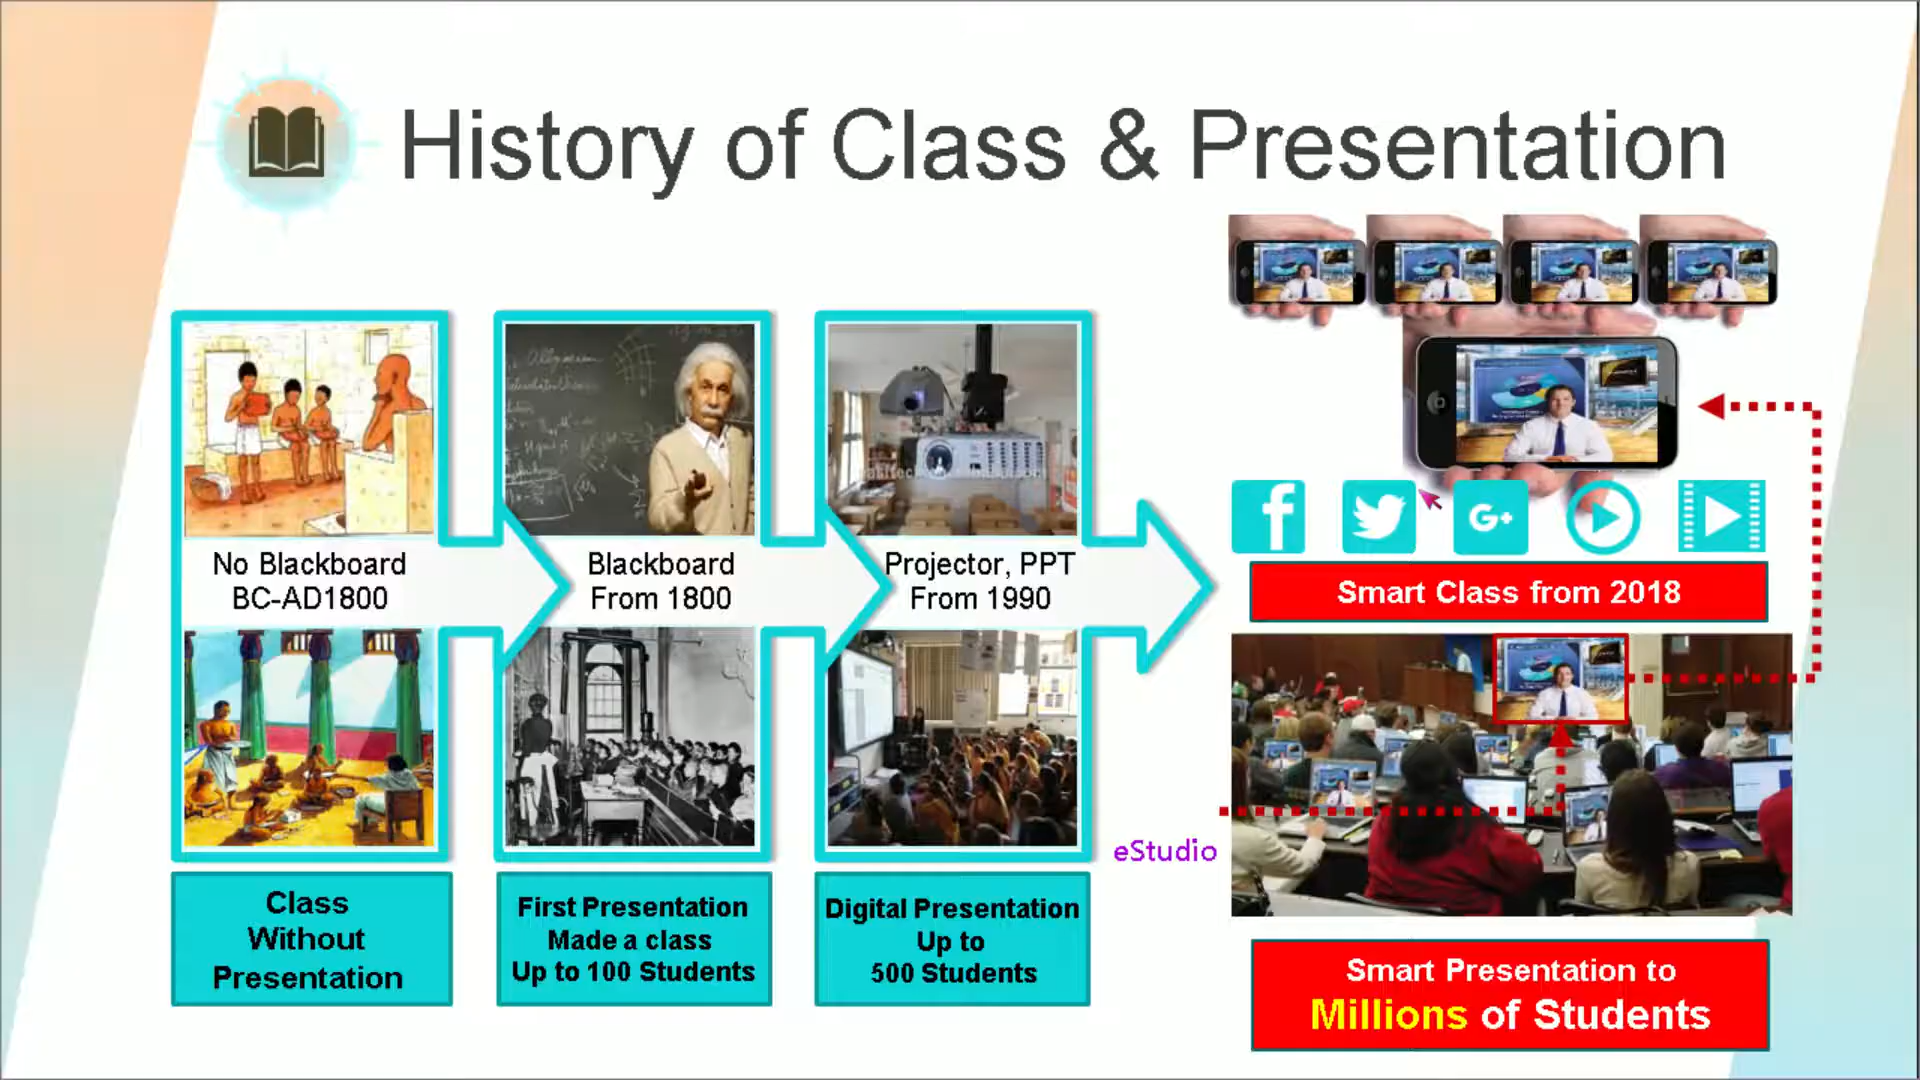 History of Class & Presentation
No Blackboard
BC-AD1800
Blackboard
From 1800
Projector, PPT
From 1990
Smart Class from 2018
eStudio
Class
Without
Presentation
First Presentation
Made a class
Up to 100 Students
Digital Presentation
Up to
500 Students
Smart Presentation to
Millions of Students